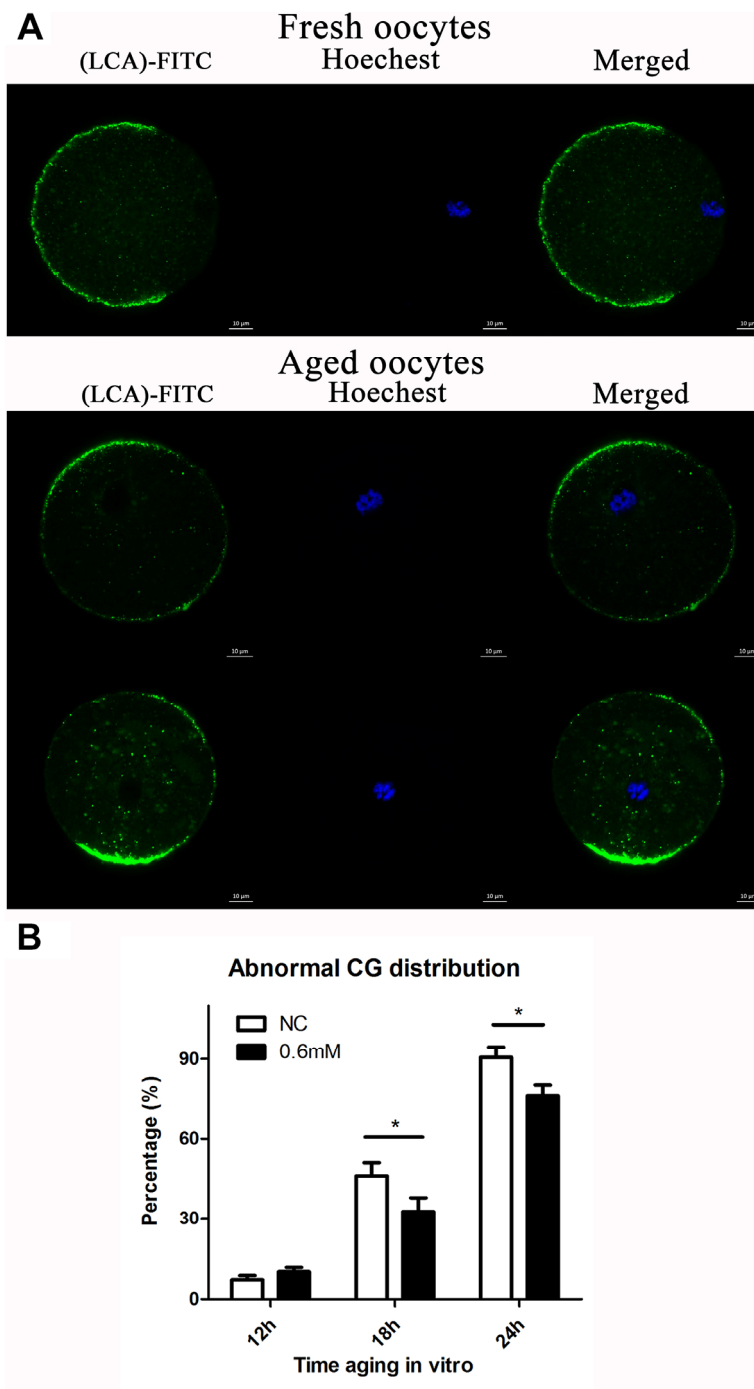 A
Fresh oocytes
(LCA)-FITC Hoechest Merged
10 µm 10 µm 10 µm
Aged oocytes
(LCA)-FITC Hoechest Merged
10 µm 10 µm 10 µm
10 µm 10 µm 10 µm
B
Abnormal CG distribution
NC
0.6mM
* *
Percentage (%)
90
60
30
0
12h 18h 24h
Time aging in vitro